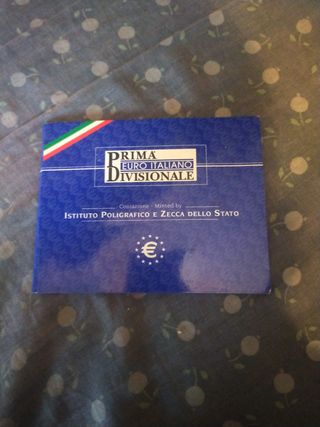 PRIMA
EURO ITALIANO
DIVISIONALE
Coniazione - Minted by
ISTITUTO POLIGRAFICO E ZECCA DELLO STATO
€